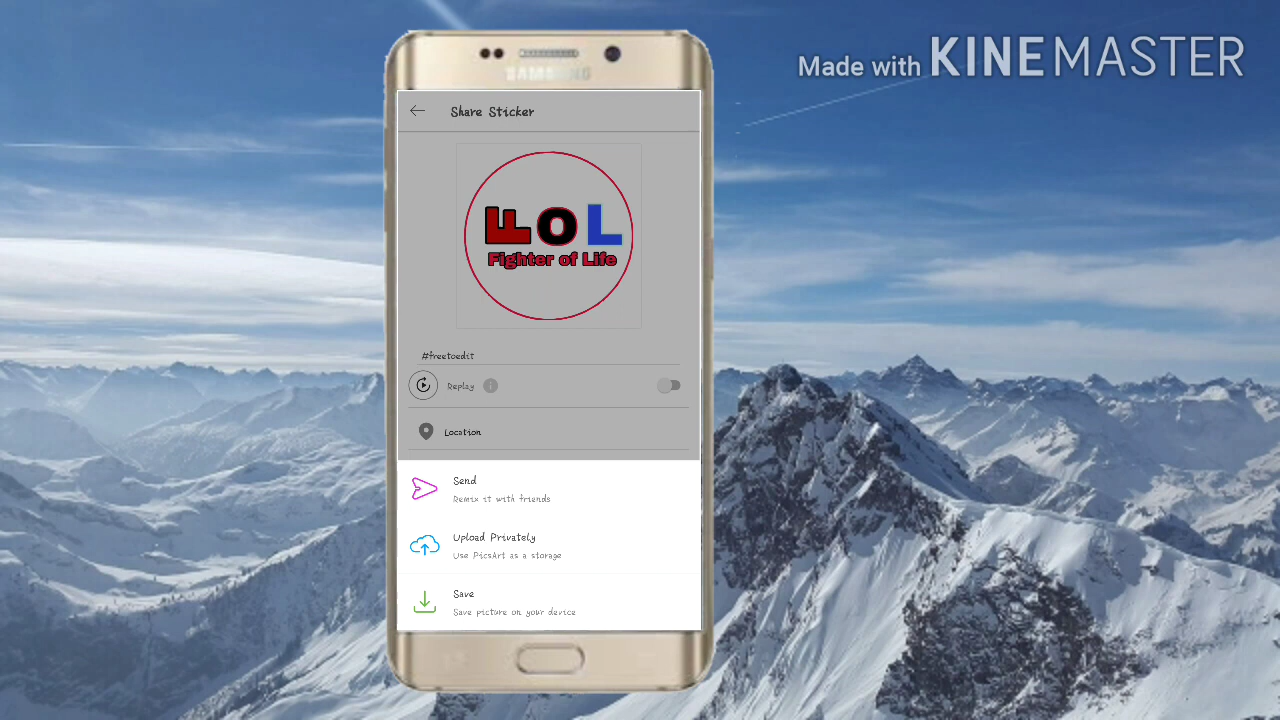 Made with KINEMASTER
SAMSUNG
Share Sticker
FOL
Fighter of Life
#freetoedit
Replay
Location
Send
Remix it with friends
Upload Privately
Use PicsArt as a storage
Save
Save picture on your device